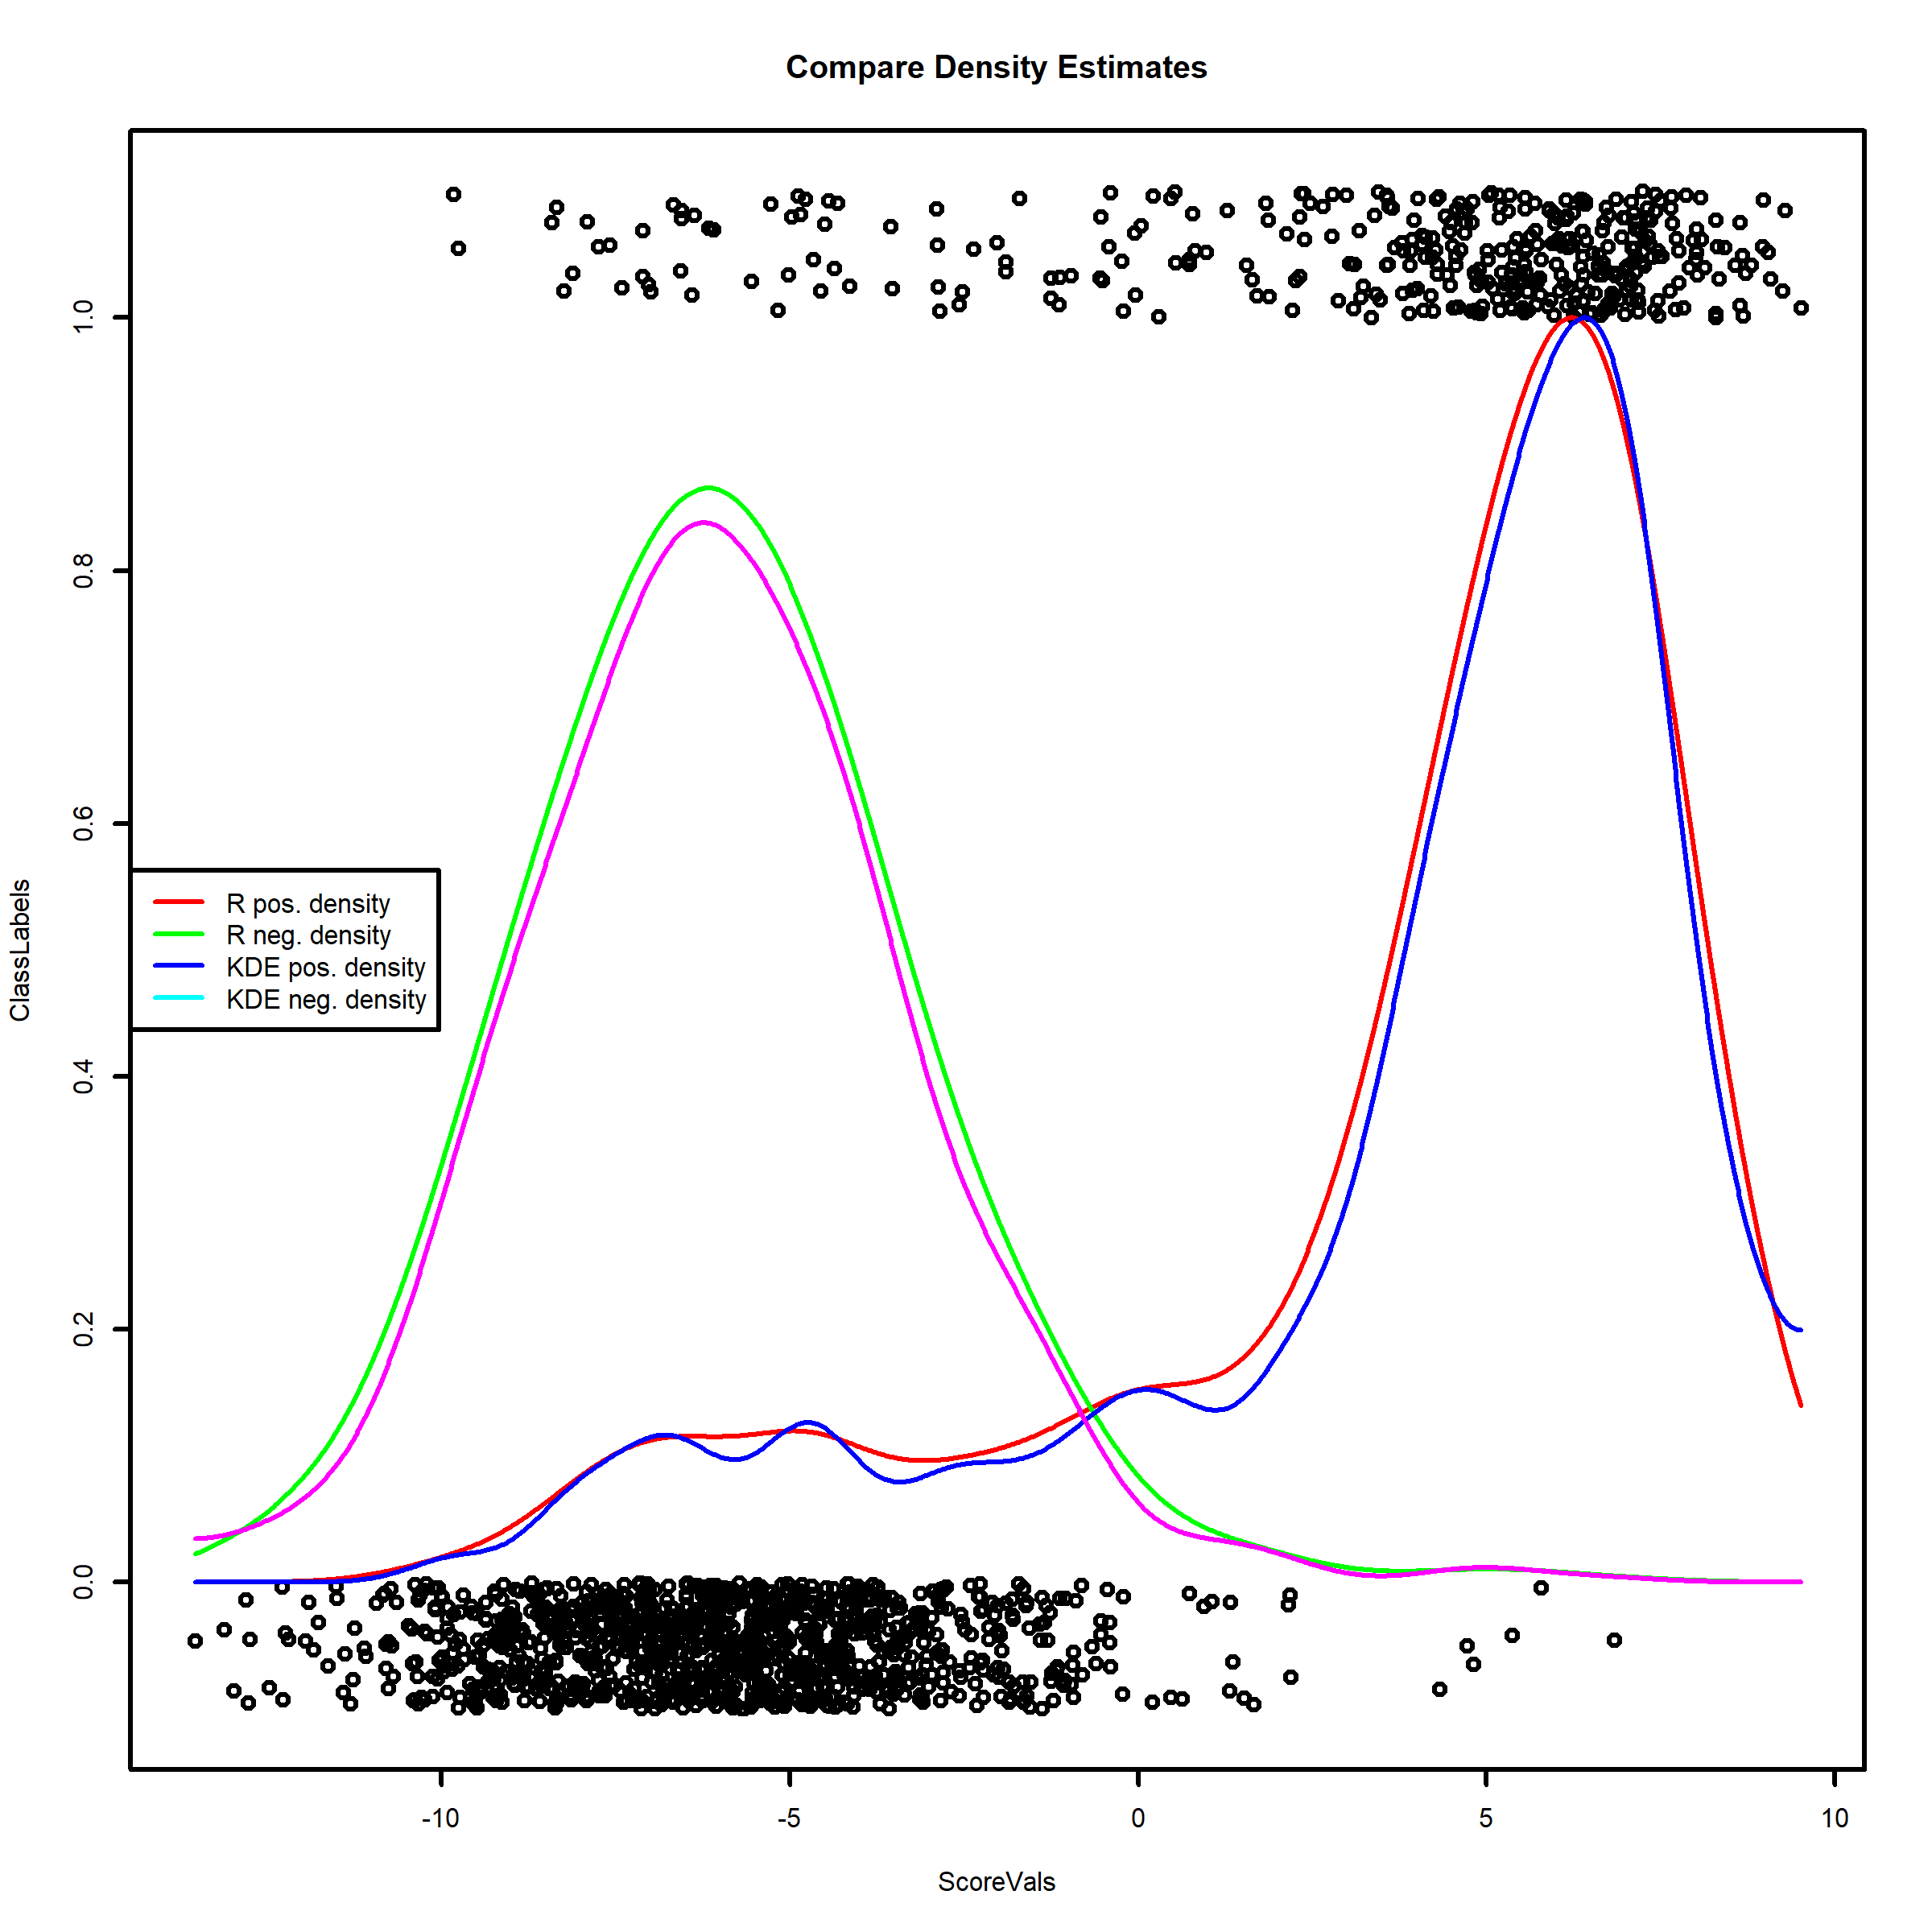 Compare Density Estimates
ClassLabels
1.0
0.8
0.6
0.4
0.2
0.0
R pos. density
R neg. density
KDE pos. density
KDE neg. density
-10
-5
0
5
10
ScoreVals